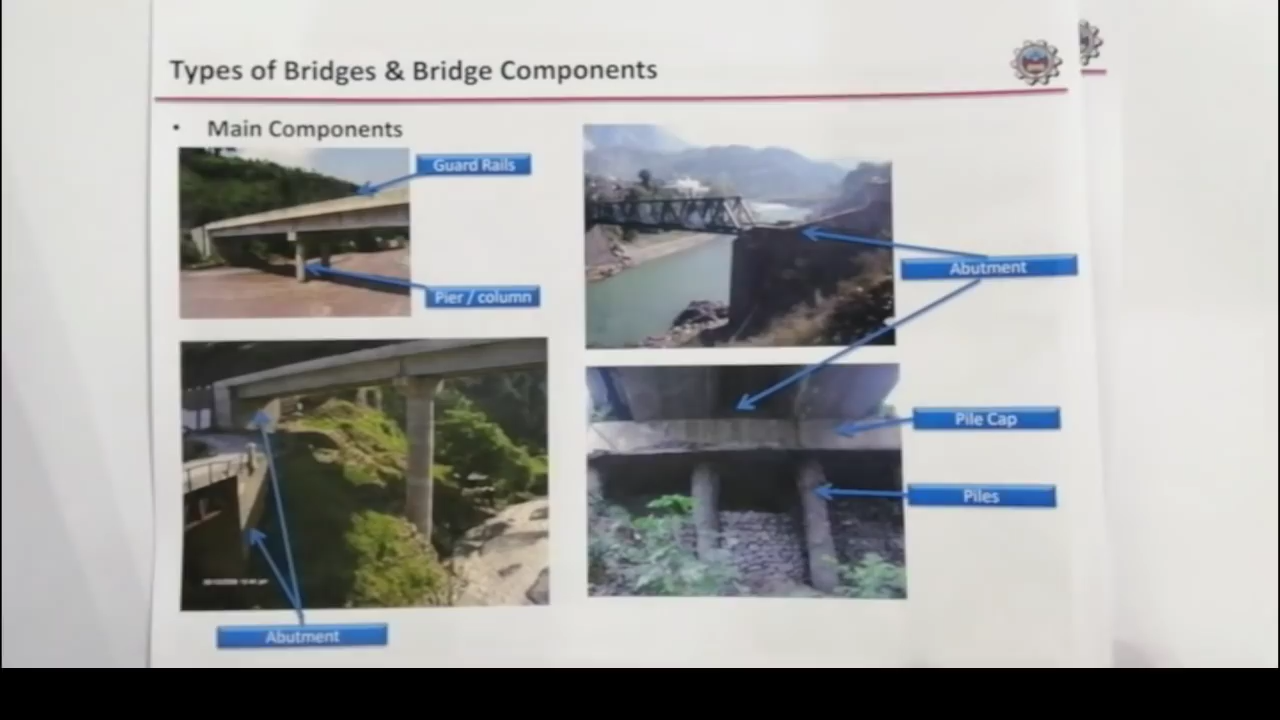 Types of Bridges & Bridge Components
• Main Components
Guard Rails
Pier / column
Abutment
Abutment
Pile Cap
Piles